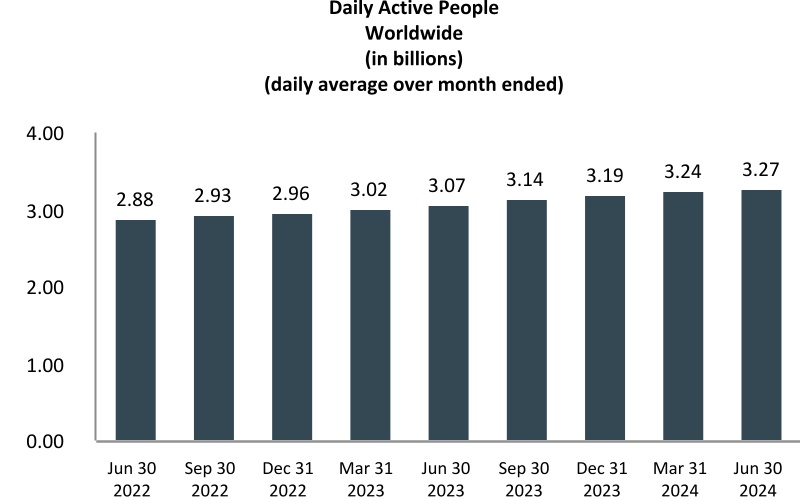 Daily Active People
Worldwide
(in billions)
(daily average over month ended)
4.00
3.00
2.00
1.00
0.00
2.88 2.93 2.96 3.02 3.07 3.14 3.19 3.24 3.27
Jun 30 Sep 30 Dec 31 Mar 31 Jun 30 Sep 30 Dec 31 Mar 31 Jun 30
2022 2022 2022 2023 2023 2023 2023 2024 2024